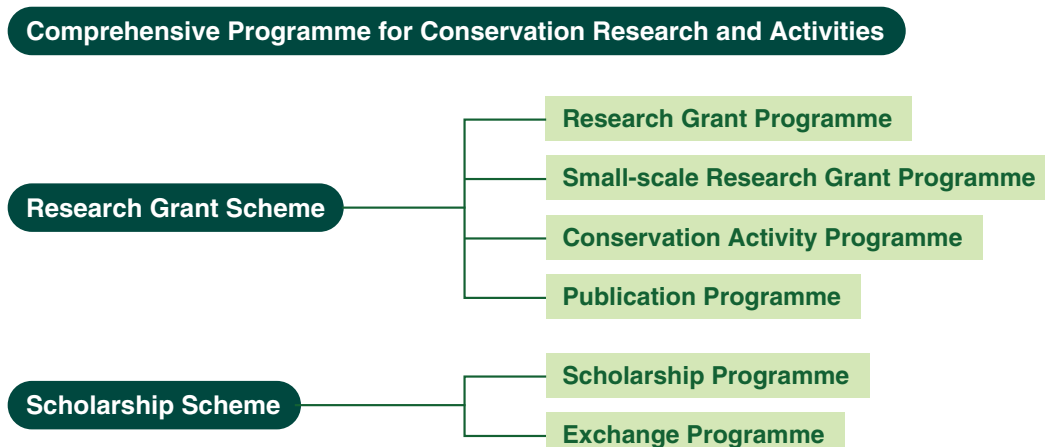 Comprehensive Programme for Conservation Research and Activities
Research Grant Scheme
Research Grant Programme
Small-scale Research Grant Programme
Conservation Activity Programme
Publication Programme
Scholarship Scheme
Scholarship Programme
Exchange Programme